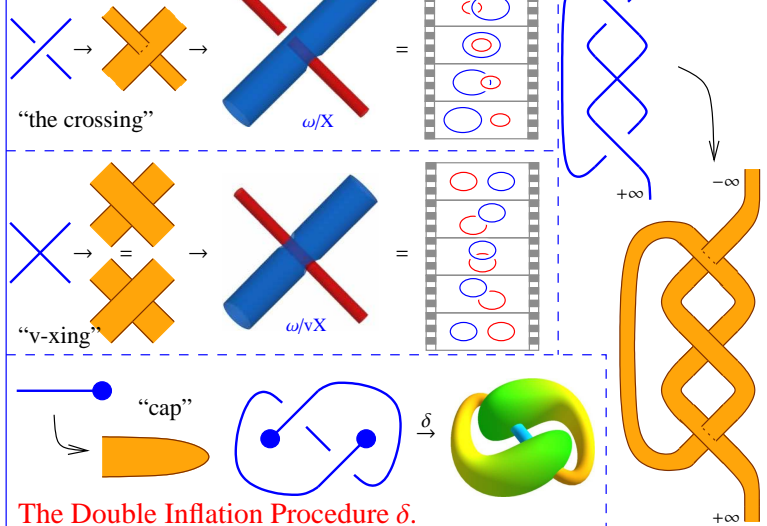 → → =
ω/X
“the crossing”
+∞
−∞
→ = → =
ω/vX
“v-xing”
“cap”
δ
→
The Double Inflation Procedure δ.
+∞